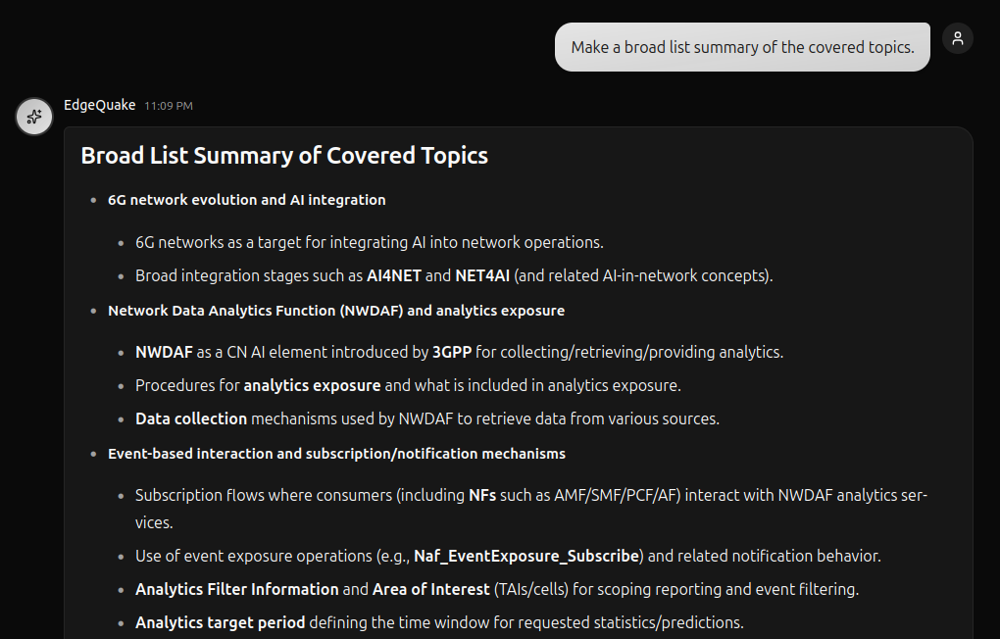 Make a broad list summary of the covered topics.
EdgeQuake 11:09 PM
Broad List Summary of Covered Topics
• 6G network evolution and AI integration
• 6G networks as a target for integrating AI into network operations.
• Broad integration stages such as AI4NET and NET4AI (and related AI-in-network concepts).
• Network Data Analytics Function (NWDAF) and analytics exposure
• NWDAF as a CN AI element introduced by 3GPP for collecting/retrieving/providing analytics.
• Procedures for analytics exposure and what is included in analytics exposure.
• Data collection mechanisms used by NWDAF to retrieve data from various sources.
• Event-based interaction and subscription/notification mechanisms
• Subscription flows where consumers (including NFs such as AMF/SMF/PCF/AF) interact with NWDAF analytics ser-
vices.
• Use of event exposure operations (e.g., Naf_EventExposure_Subscribe) and related notification behavior.
• Analytics Filter Information and Area of Interest (TAIs/cells) for scoping reporting and event filtering.
• Analytics target period defining the time window for requested statistics/predictions.